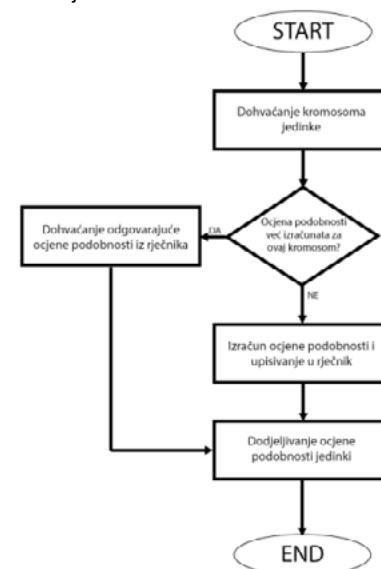 START
Dohvaćanje kromosoma
jedinke
Ocjena podobnosti
već izračunata za
ovaj kromosom?
DA
Dohvaćanje odgovarajuće
ocjene podobnosti iz rječnika
NE
Izračun ocjene podobnosti i
upisivanje u rječnik
Dodjeljivanje ocjene
podobnosti jedinki
END